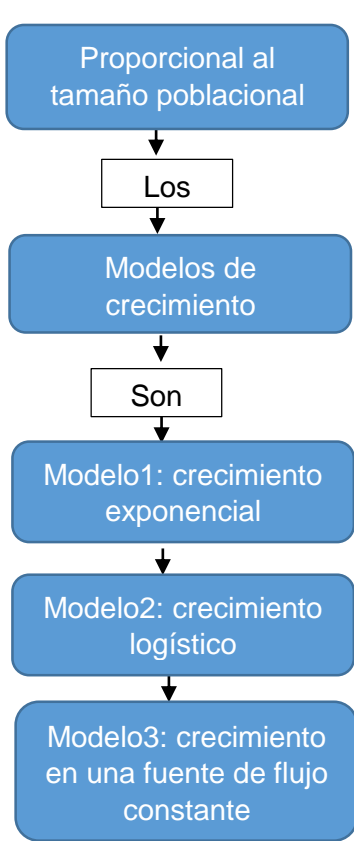 Proporcional al
tamaño poblacional
Los
Modelos de
crecimiento
Son
Modelo1: crecimiento
exponencial
Modelo2: crecimiento
logístico
Modelo3: crecimiento
en una fuente de flujo
constante